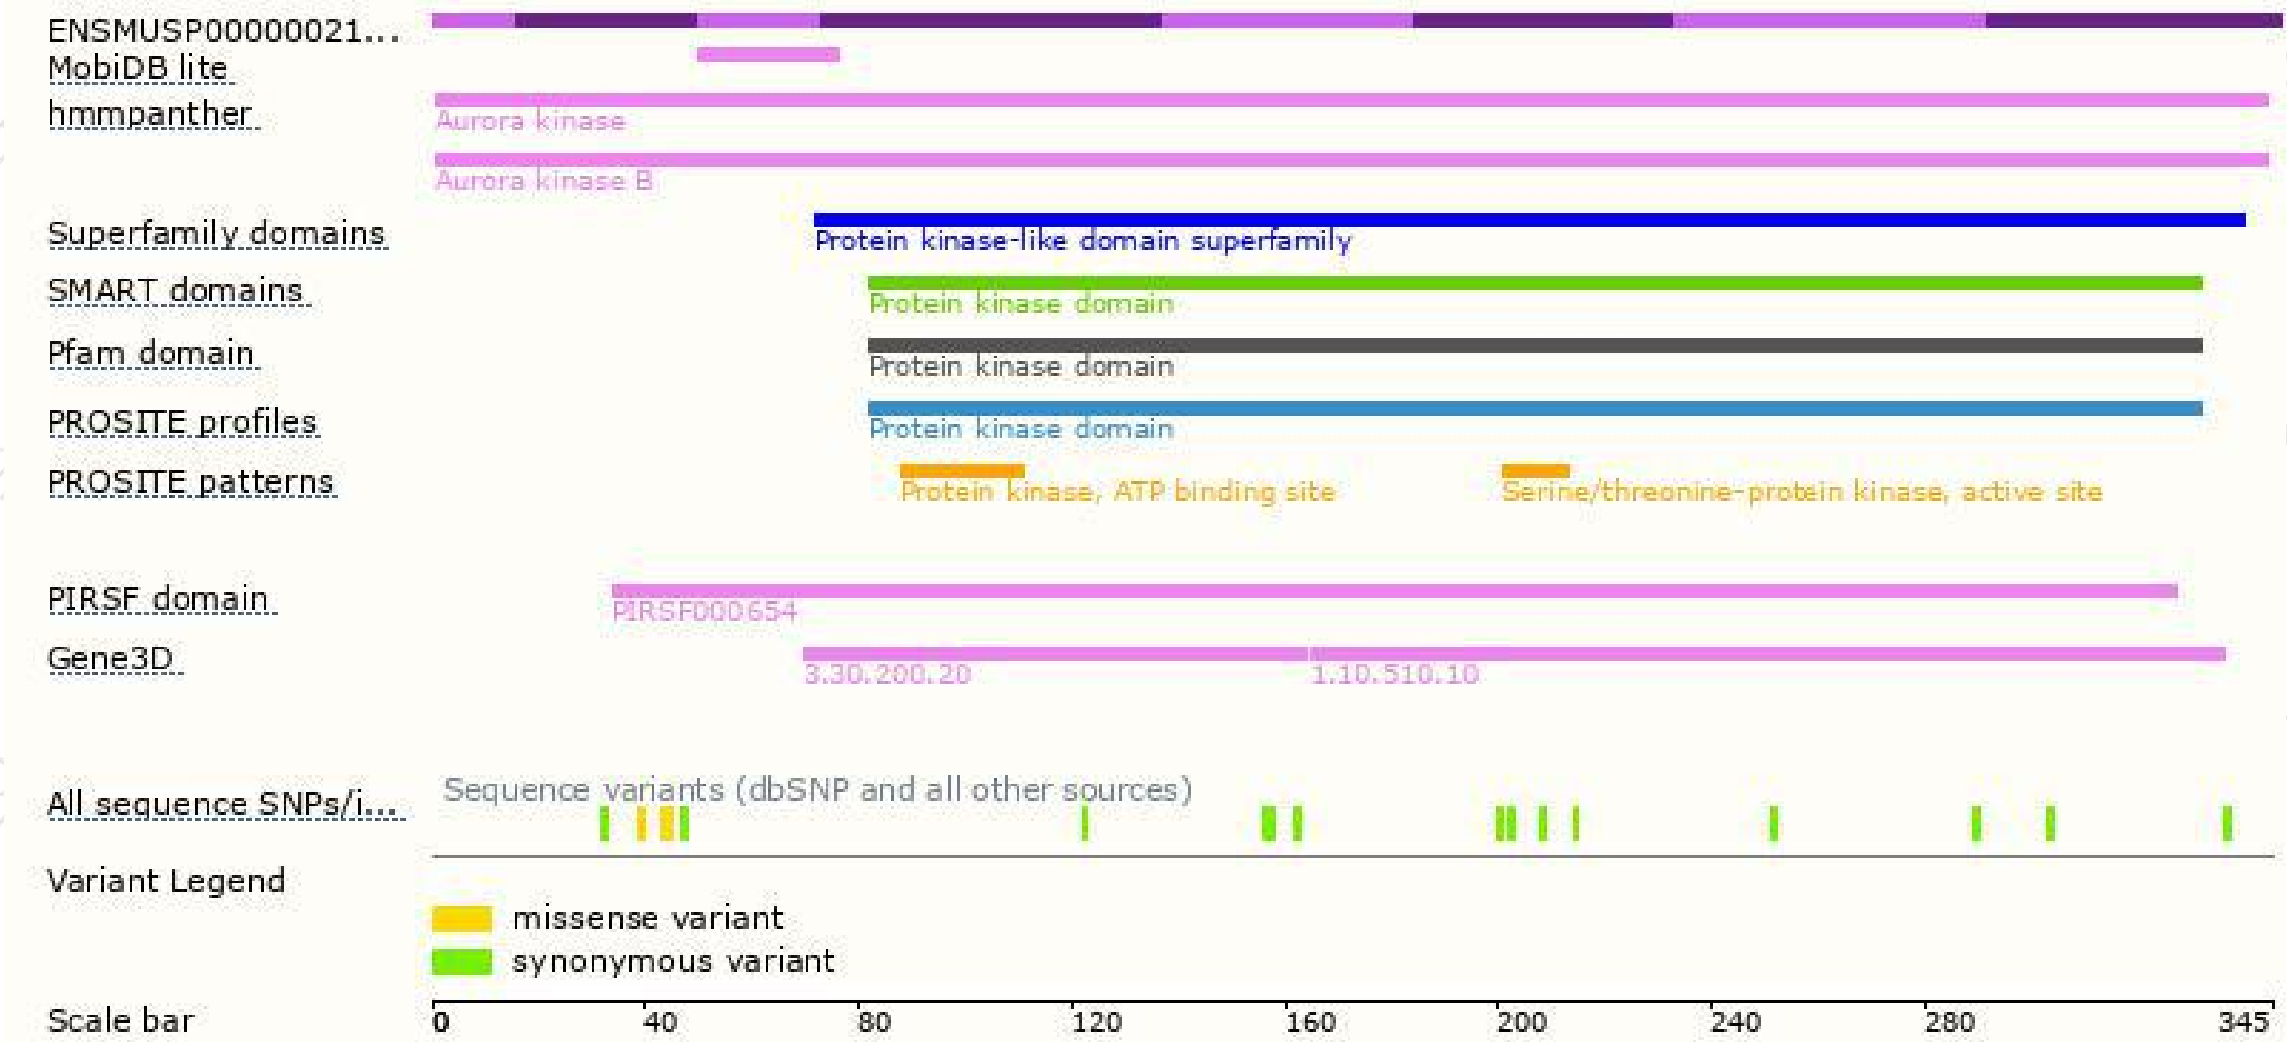 ENSMUSP00000021...
MobiDB lite
hmmpanther
Aurora kinase
Aurora kinase B
Superfamily domains
Protein kinase-like domain superfamily
SMART domains
Protein kinase domain
Pfam domain
Protein kinase domain
PROSITE profiles
Protein kinase domain
PROSITE patterns
Protein kinase, ATP binding site Serine/threonine-protein kinase, active site
PIRSF domain
PIRSF000654
Gene3D
3.30.200.20 1.10.510.10
Sequence variants (dbSNP and all other sources)
All sequence SNPs/i...
Variant Legend
missense variant
synonymous variant
Scale bar 0 40 80 120 160 200 240 280 345